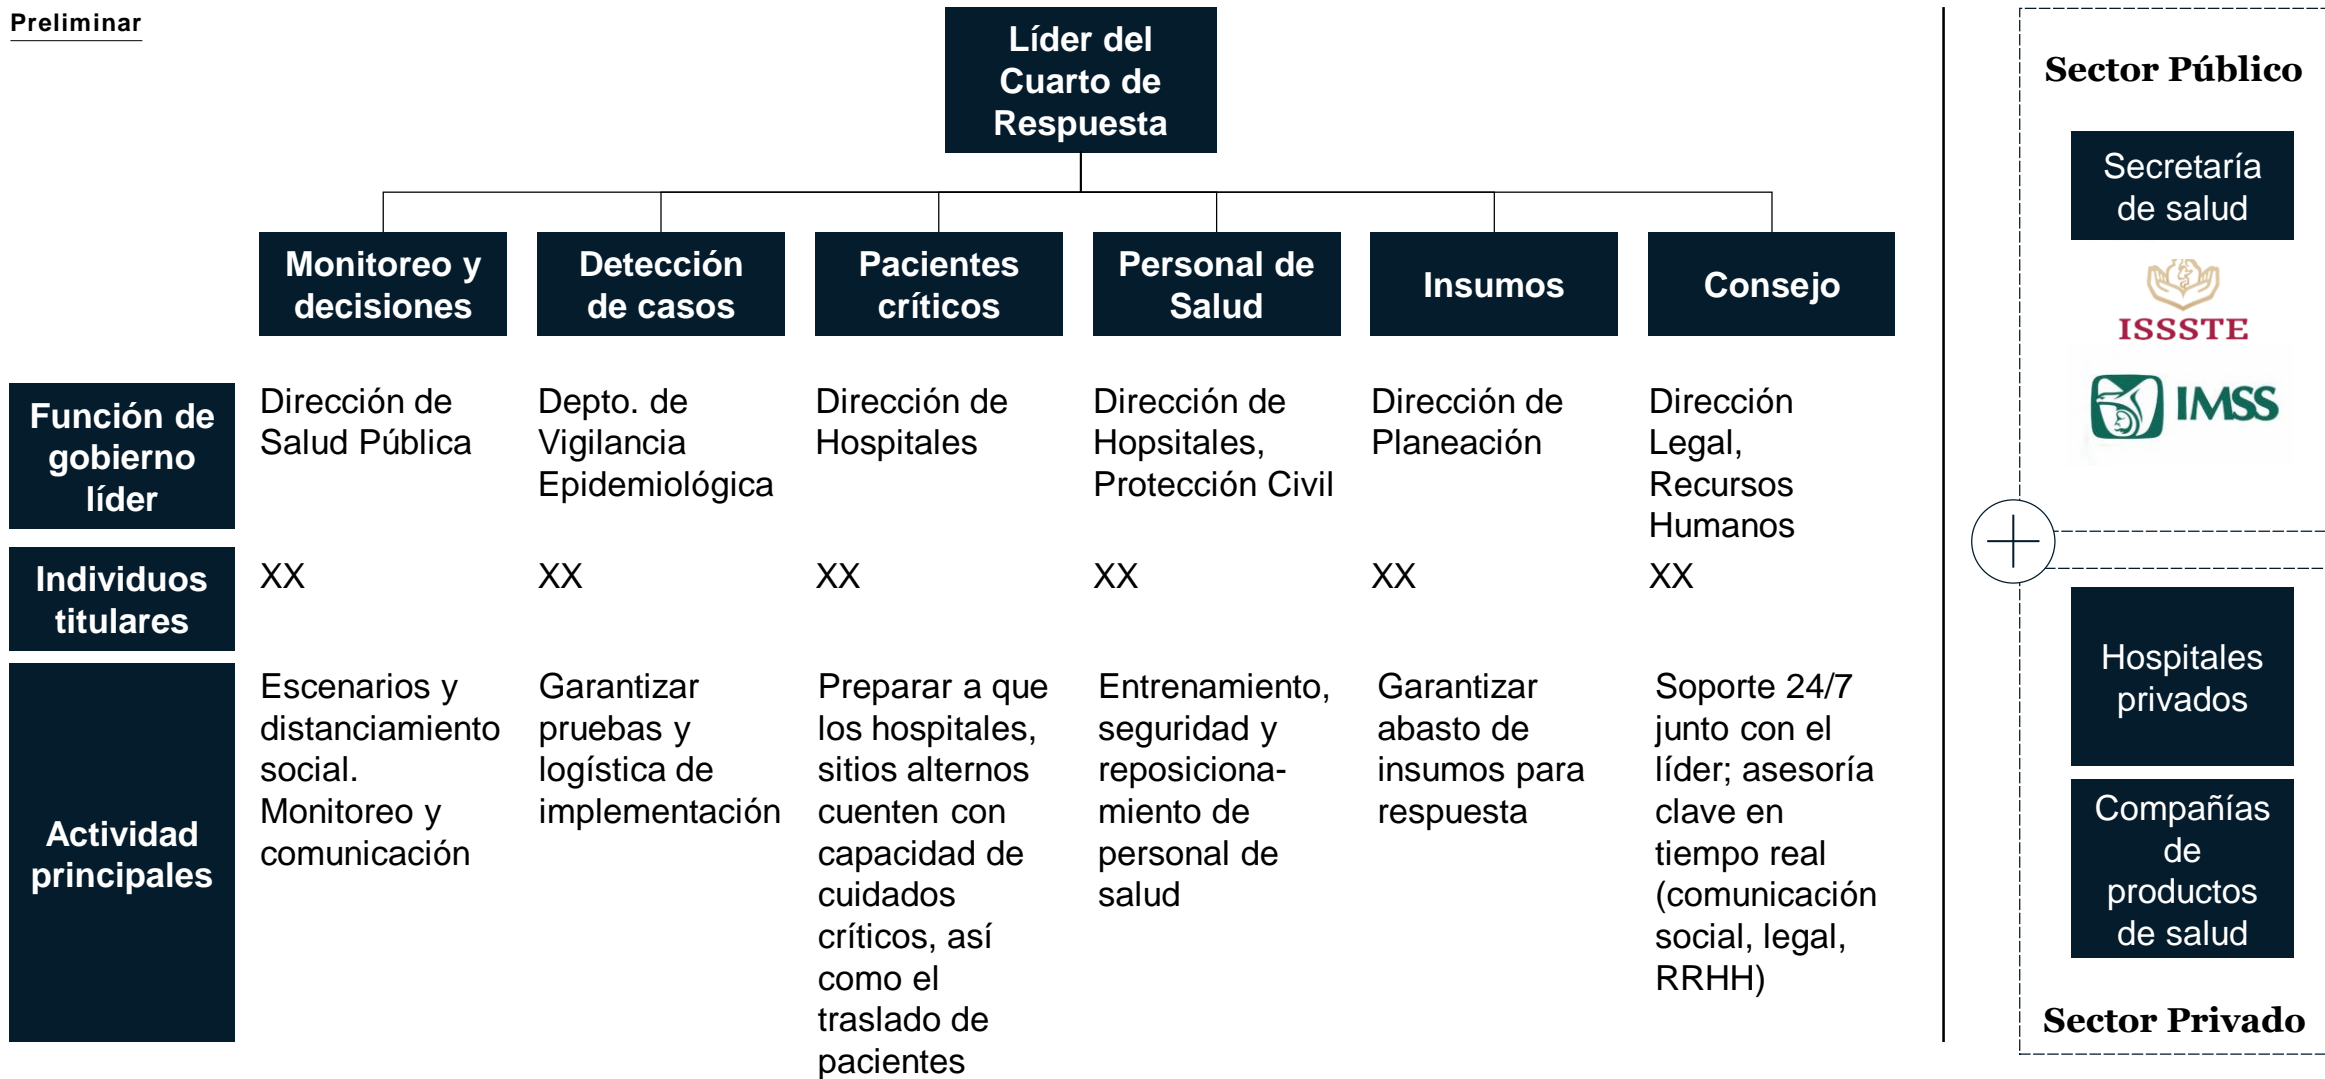 Preliminar
Líder del
Cuarto de
Respuesta
Monitoreo y
decisiones
Detección
de casos
Pacientes
críticos
Personal de
Salud
Insumos
Consejo
Función de
gobierno
líder
Dirección de
Salud Pública
Depto. de
Vigilancia
Epidemiológica
Dirección de
Hospitales
Dirección de
Hopsitales,
Protección Civil
Dirección de
Planeación
Dirección
Legal,
Recursos
Humanos
Individuos
titulares
XX
XX
XX
XX
XX
XX
Actividad
principales
Escenarios y
distanciamiento
social.
Monitoreo y
comunicación
Garantizar
pruebas y
logística de
implementación
Preparar a que
los hospitales,
sitios alternos
cuenten con
capacidad de
cuidados
críticos, así
como el
traslado de
pacientes
Entrenamiento,
seguridad y
reposiciona-
miento de
personal de
salud
Garantizar
abasto de
insumos para
respuesta
Soporte 24/7
junto con el
líder; asesoría
clave en
tiempo real
(comunicación
social, legal,
RRHH)
Sector Público
Secretaría
de salud
ISSSTE
IMSS
Hospitales
privados
Compañías
de
productos
de salud
Sector Privado